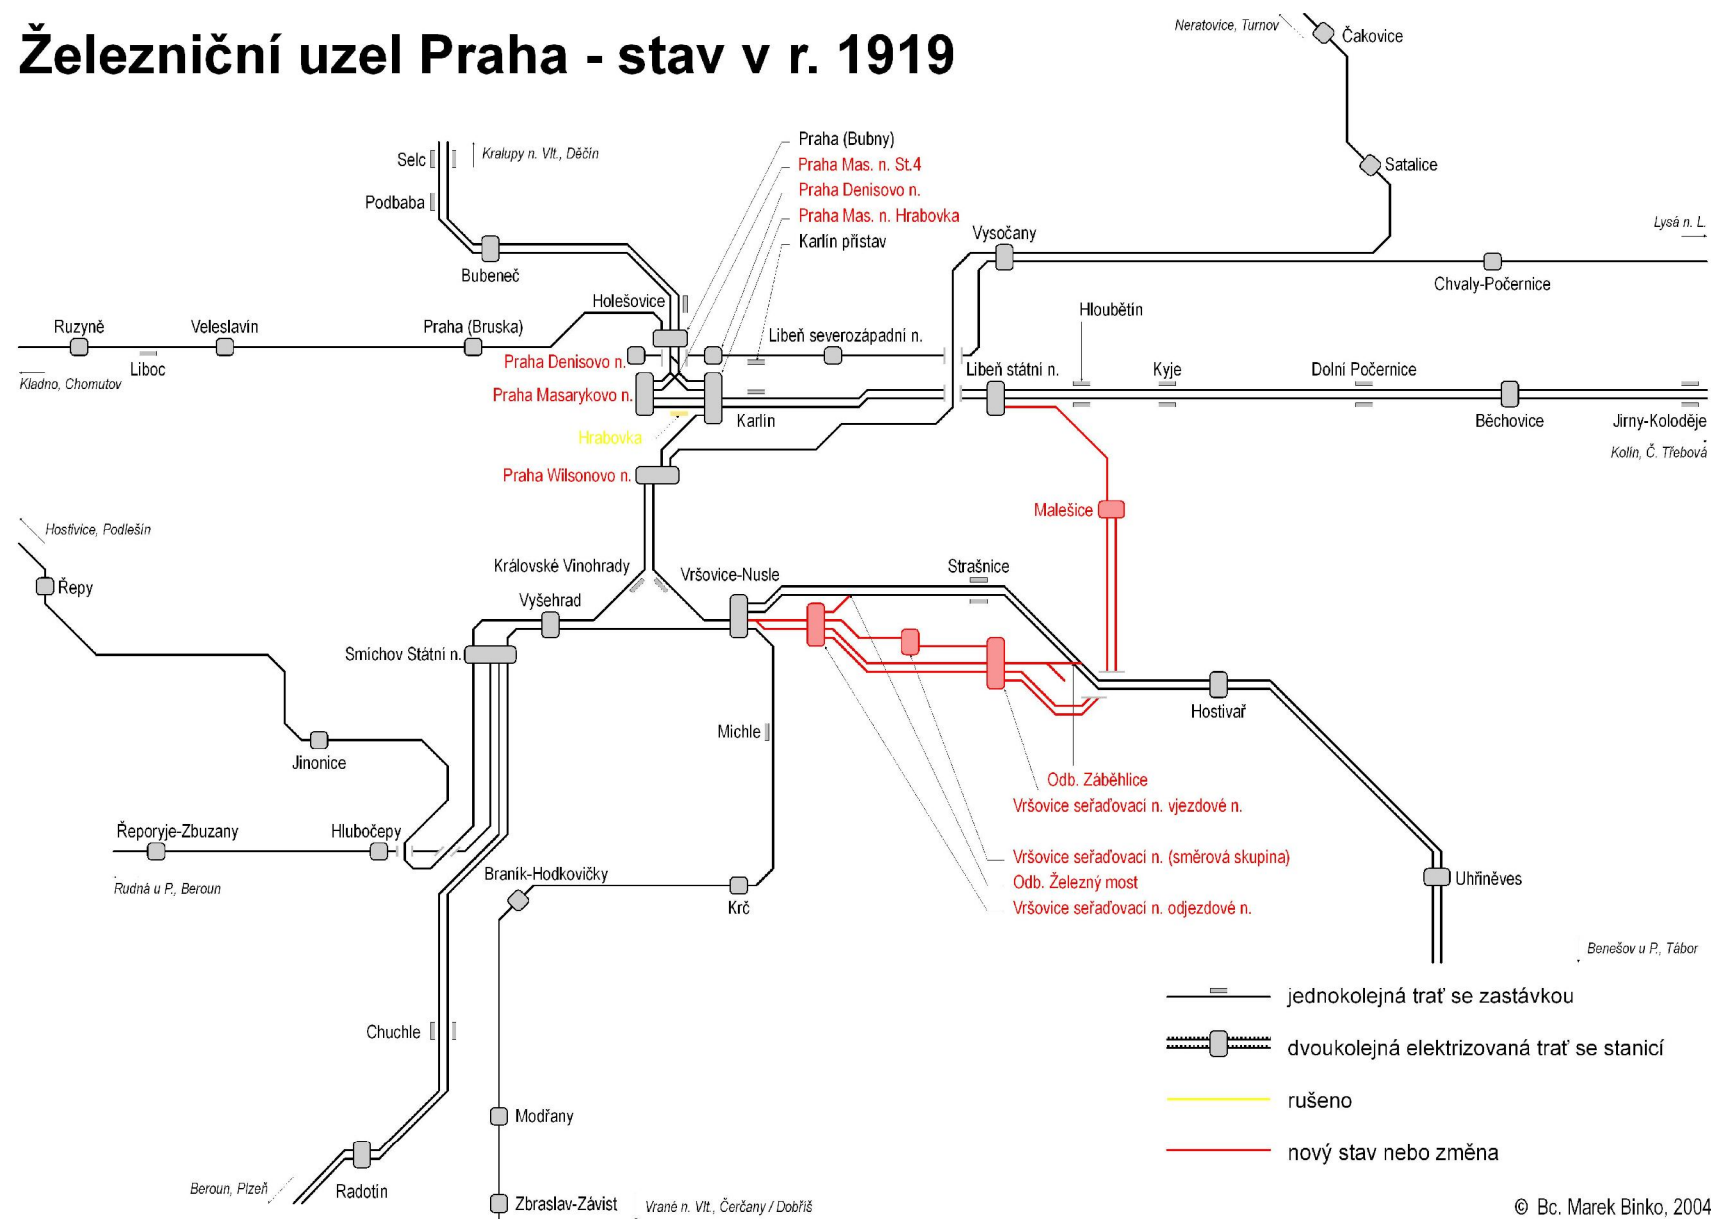 Železniční uzel Praha - stav v r. 1919
Neratovice, Turnov
Čakovice
Satalice
Lysá n. L.
Selc
Kralupy n. Vlt., Děčín
Podbaba
Bubeneč
Praha (Bubny)
Praha Mas. n. St.4
Praha Denisovo n.
Praha Mas. n. Hrabovka
Karlín přístav
Vysočany
Chvaly-Počernice
Holešovice
Ruzyně
Veleslavín
Praha (Bruska)
Liboc
Kladno, Chomutov
Libeň severozápadní n.
Hloubětín
Praha Denisovo n.
Praha Masarykovo n.
Libeň státní n.
Kyje
Dolní Počernice
Běchovice
Jirny-Koloděje
Kolín, Č. Třebová
Karlín
Hrabovka
Praha Wilsonovo n.
Malešice
Hostivice, Podlešín
Řepy
Královské Vinohrady
Vršovice-Nusle
Strašnice
Vyšehrad
Smíchov Státní n.
Hostivař
Michle
Jinonice
Odb. Záběhlice
Vršovice seřaďovací n. vjezdové n.
Řeporyje-Zbuzany
Hlubočepy
Vršovice seřaďovací n. (směrová skupina)
Odb. Železný most
Vršovice seřaďovací n. odjezdové n.
Rudná u P., Beroun
Braník-Hodkovičky
Krč
Uhříněves
Benešov u P., Tábor
jednokolejná trať se zastávkou
Chuchle
dvoukolejná elektrizovaná trať se stanicí
rušeno
Modřany
nový stav nebo změna
Beroun, Plzeň
Radotín
Zbraslav-Závist
Vrané n. Vlt., Čerčany / Dobříš
© Bc. Marek Binko, 2004